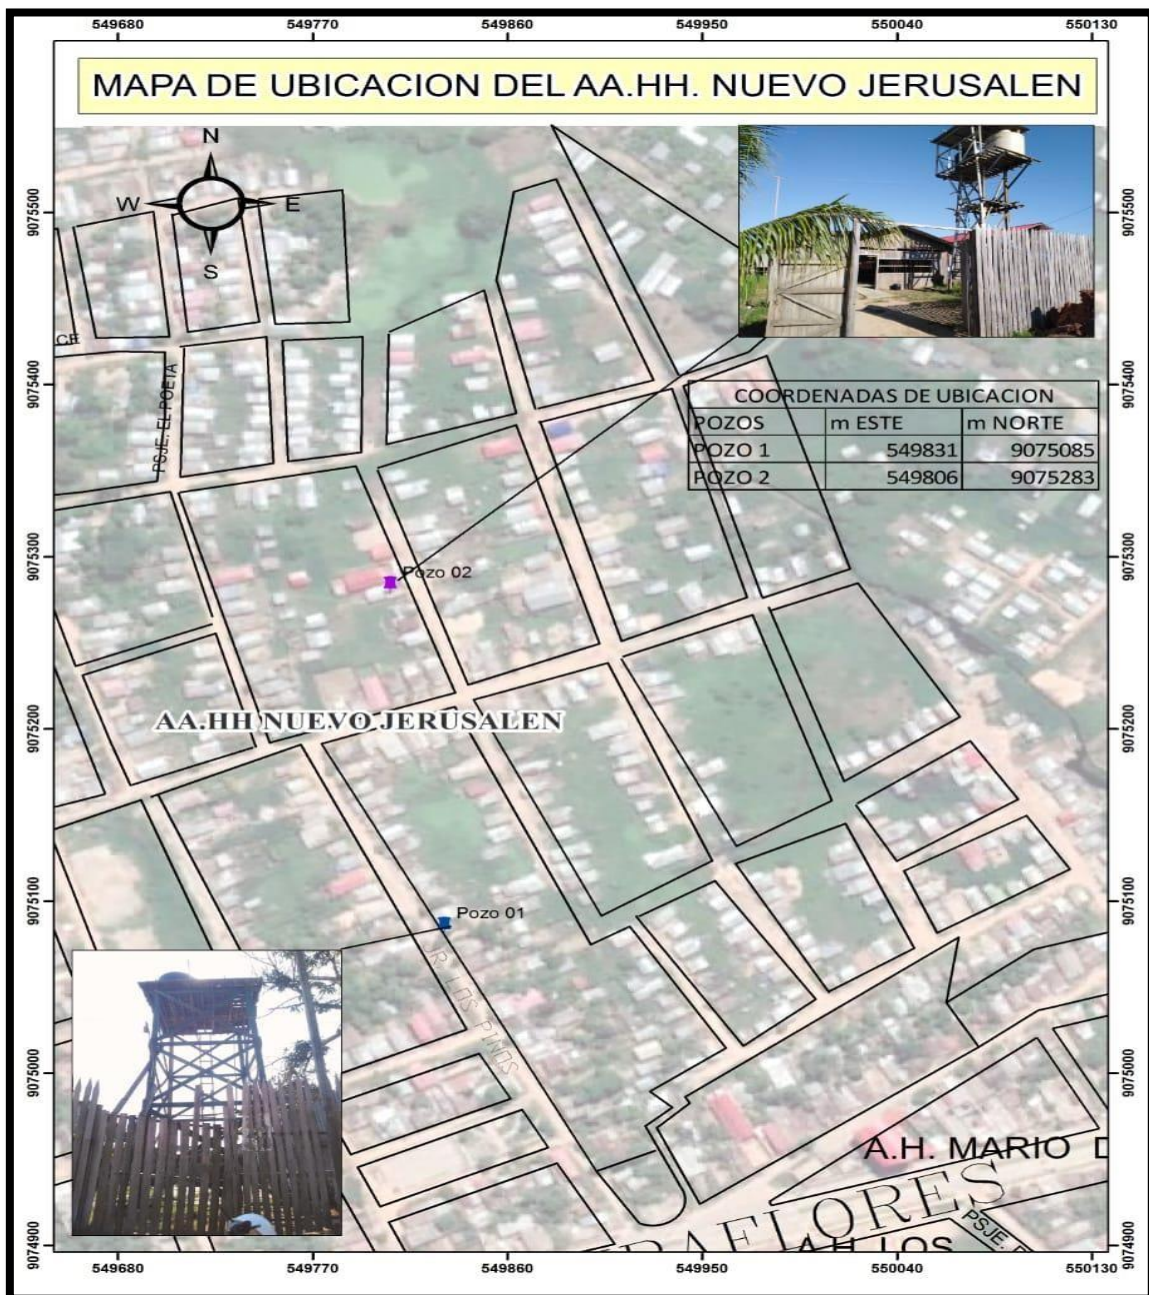 549680 549770 549860 549950 550040 550130
MAPA DE UBICACION DEL AA.HH. NUEVO JERUSALEN
N
W E
S
9075500 9075500
CE
PSJE. EL POETA
9075400 9075400
COORDENADAS DE UBICACION
POZOS m ESTE m NORTE
POZO 1 549831 9075085
POZO 2 549806 9075283
9075300 9075300
Pozo 02
AA.HH NUEVO JERUSALEN
9075200 9075200
9075100 9075100
Pozo 01
JR. LOS PINOS
9075000 9075000
A.H. MARIO D
RAFLORES
PSJE.
AH. LOS
9074900 9074900
549680 549770 549860 549950 550040 550130